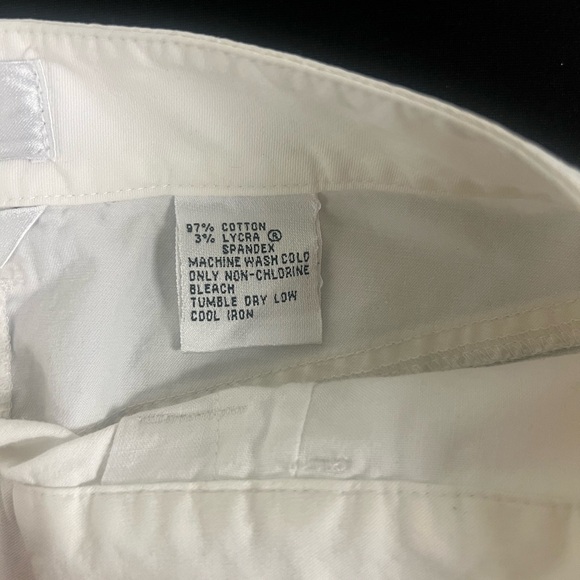 97% COTTON
3% LYCRA ®
SPANDEX
MACHINE WASH COLD
ONLY NON-CHLORINE
BLEACH
TUMBLE DRY LOW
COOL IRON